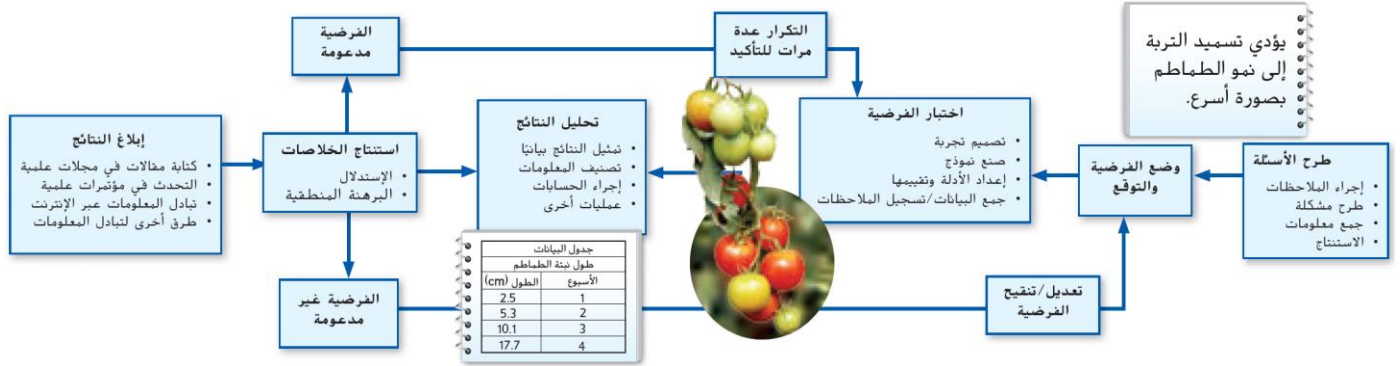 يؤدي تسميد التربة
إلى نمو الطماطم
بصورة أسرع.
طرح الأسئلة
• إجراء الملاحظات
• طرح مشكلة
• جمع معلومات
• الاستنتاج
وضع الفرضية
والتوقع
اختبار الفرضية
• تصميم تجربة
• صنع نموذج
• إعداد الأدلة وتقييمها
• جمع البيانات/تسجيل الملاحظات
تحليل النتائج
• تمثيل النتائج بيانيًا
• تصنيف المعلومات
• إجراء الحسابات
• عمليات أخرى
جدول البيانات
طول نبتة الطماطم
الأسبوع الطول (cm)
1 2.5
2 5.3
3 10.1
4 17.7
استنتاج الخلاصات
• الإستدلال
• البرهنة المنطقية
الفرضية
مدعومة
التكرار عدة
مرات للتأكيد
الفرضية غير
مدعومة
تعديل/تنقيح
الفرضية
إبلاغ النتائج
• كتابة مقالات في مجلات علمية
• التحدث في مؤتمرات علمية
• تبادل المعلومات عبر الإنترنت
• طرق أخرى لتبادل المعلومات